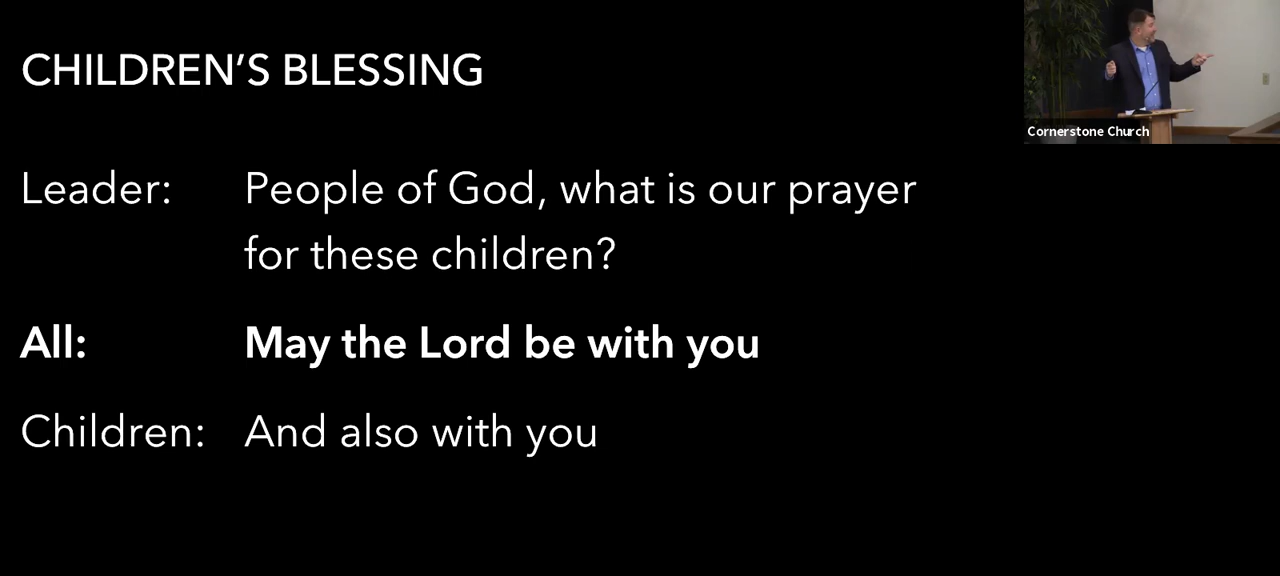 CHILDREN’S BLESSING
Cornerstone Church
Leader: People of God, what is our prayer
for these children?
All: May the Lord be with you
Children: And also with you